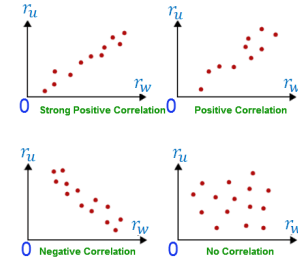 r_u
r_w
0
Strong Positive Correlation
r_u
r_w
0
Positive Correlation
r_u
r_w
0
Negative Correlation
r_u
r_w
0
No Correlation